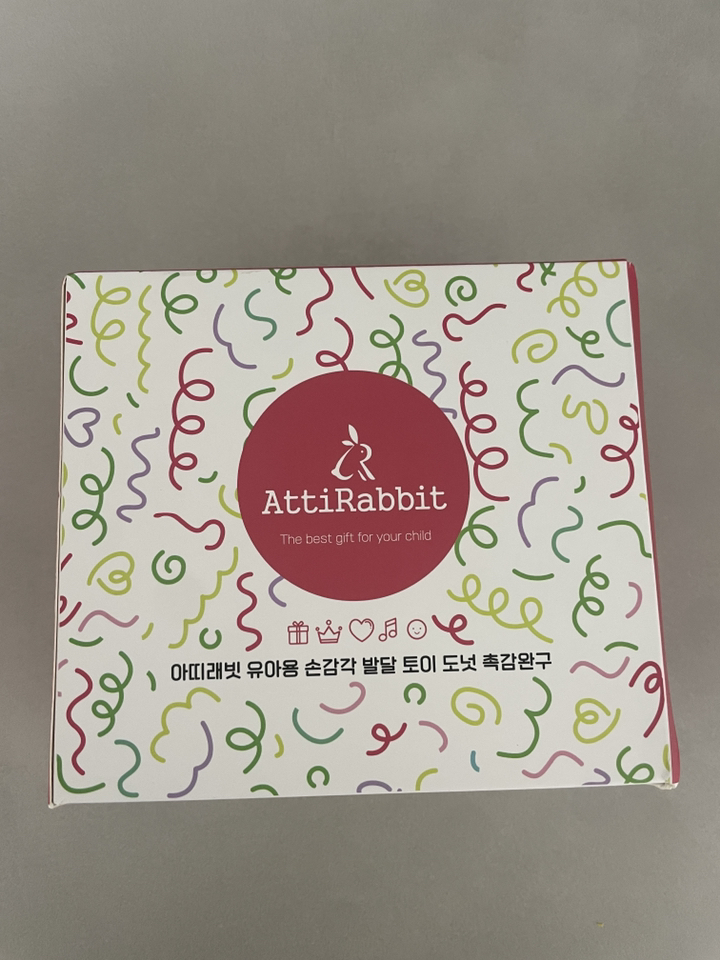 AttiRabbit
The best gift for your child
아띠래빗 유아용 손감각 발달 토이 도넛 촉감완구